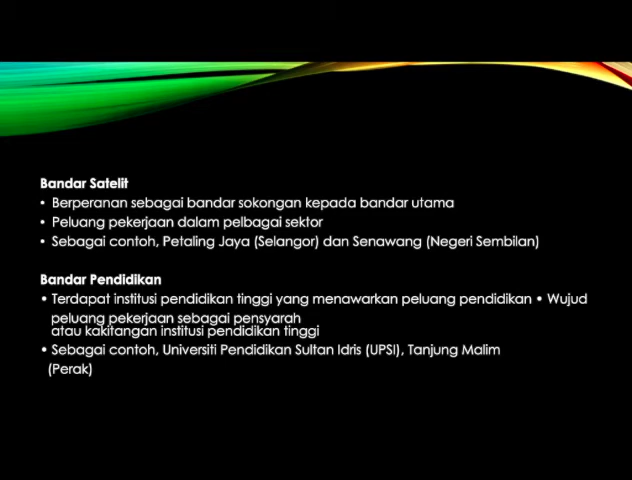 Bandar Satelit
• Berperanan sebagai bandar sokongan kepada bandar utama
• Peluang pekerjaan dalam pelbagai sektor
• Sebagai contoh, Petaling Jaya (Selangor) dan Senawang (Negeri Sembilan)
Bandar Pendidikan
• Terdapat institusi pendidikan tinggi yang menawarkan peluang pendidikan • Wujud
peluang pekerjaan sebagai pensyarah
atau kakitangan institusi pendidikan tinggi
• Sebagai contoh, Universiti Pendidikan Sultan Idris (UPSI), Tanjung Malim
(Perak)